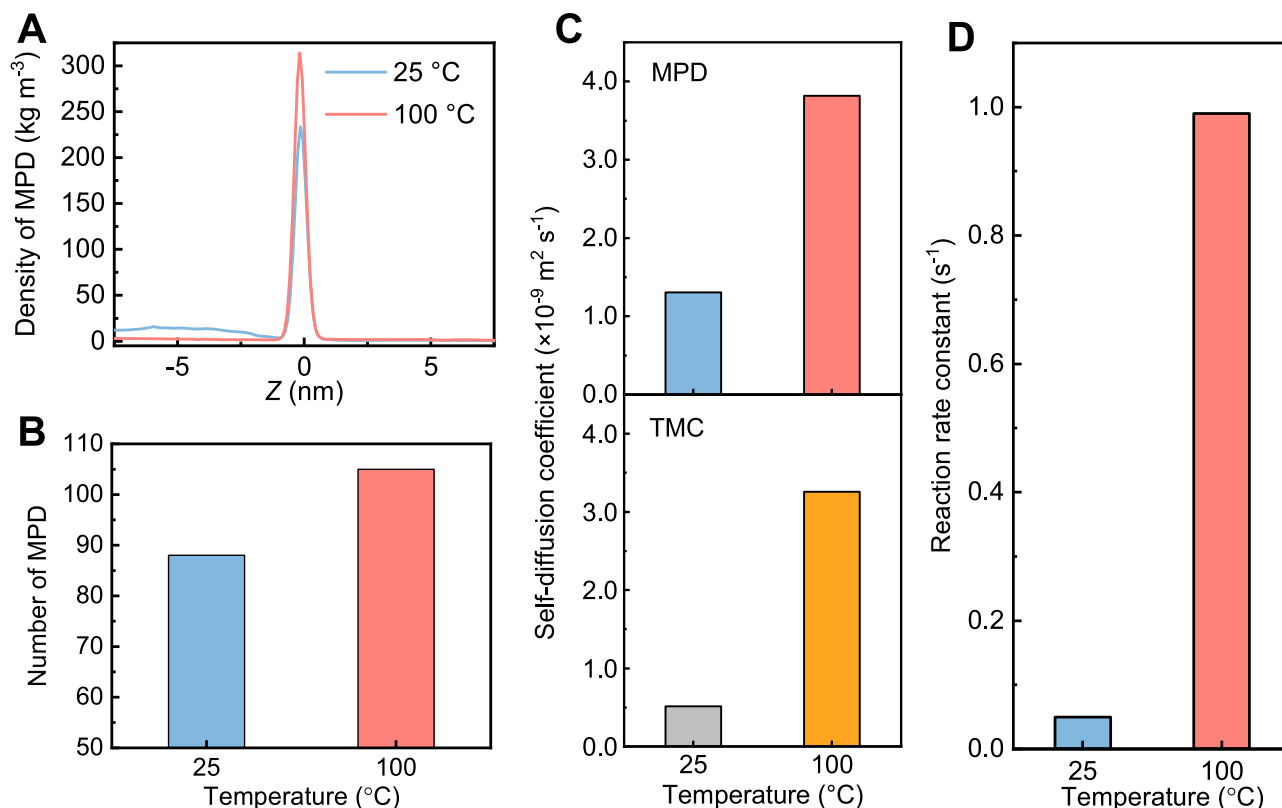 A
Density of MPD (kg m⁻³)
300
250
200
150
100
50
0
25 °C
100 °C
-5
0
5
Z (nm)
B
Number of MPD
110
100
90
80
70
60
50
25
100
Temperature (°C)
C
Self-diffusion coefficient (×10⁻⁹ m² s⁻¹)
MPD
4.0
3.0
2.0
1.0
0.0
TMC
4.0
3.0
2.0
1.0
0.0
25
100
Temperature (°C)
D
Reaction rate constant (s⁻¹)
1.0
0.8
0.6
0.4
0.2
0.0
25
100
Temperature (°C)